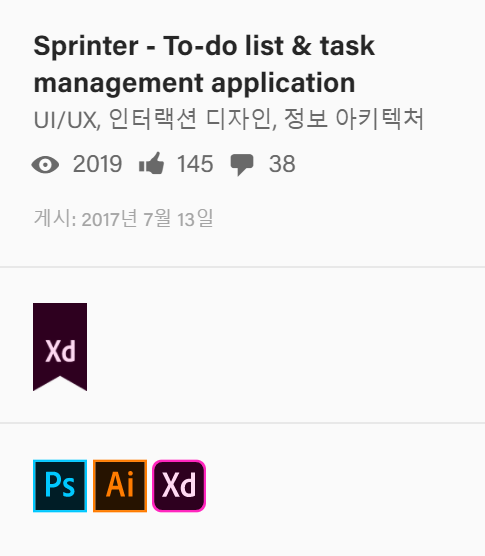 Sprinter - To-do list & task
management application
UI/UX, 인터랙션 디자인, 정보 아키텍처
2019 145 38
게시: 2017년 7월 13일
Xd
Ps Ai Xd